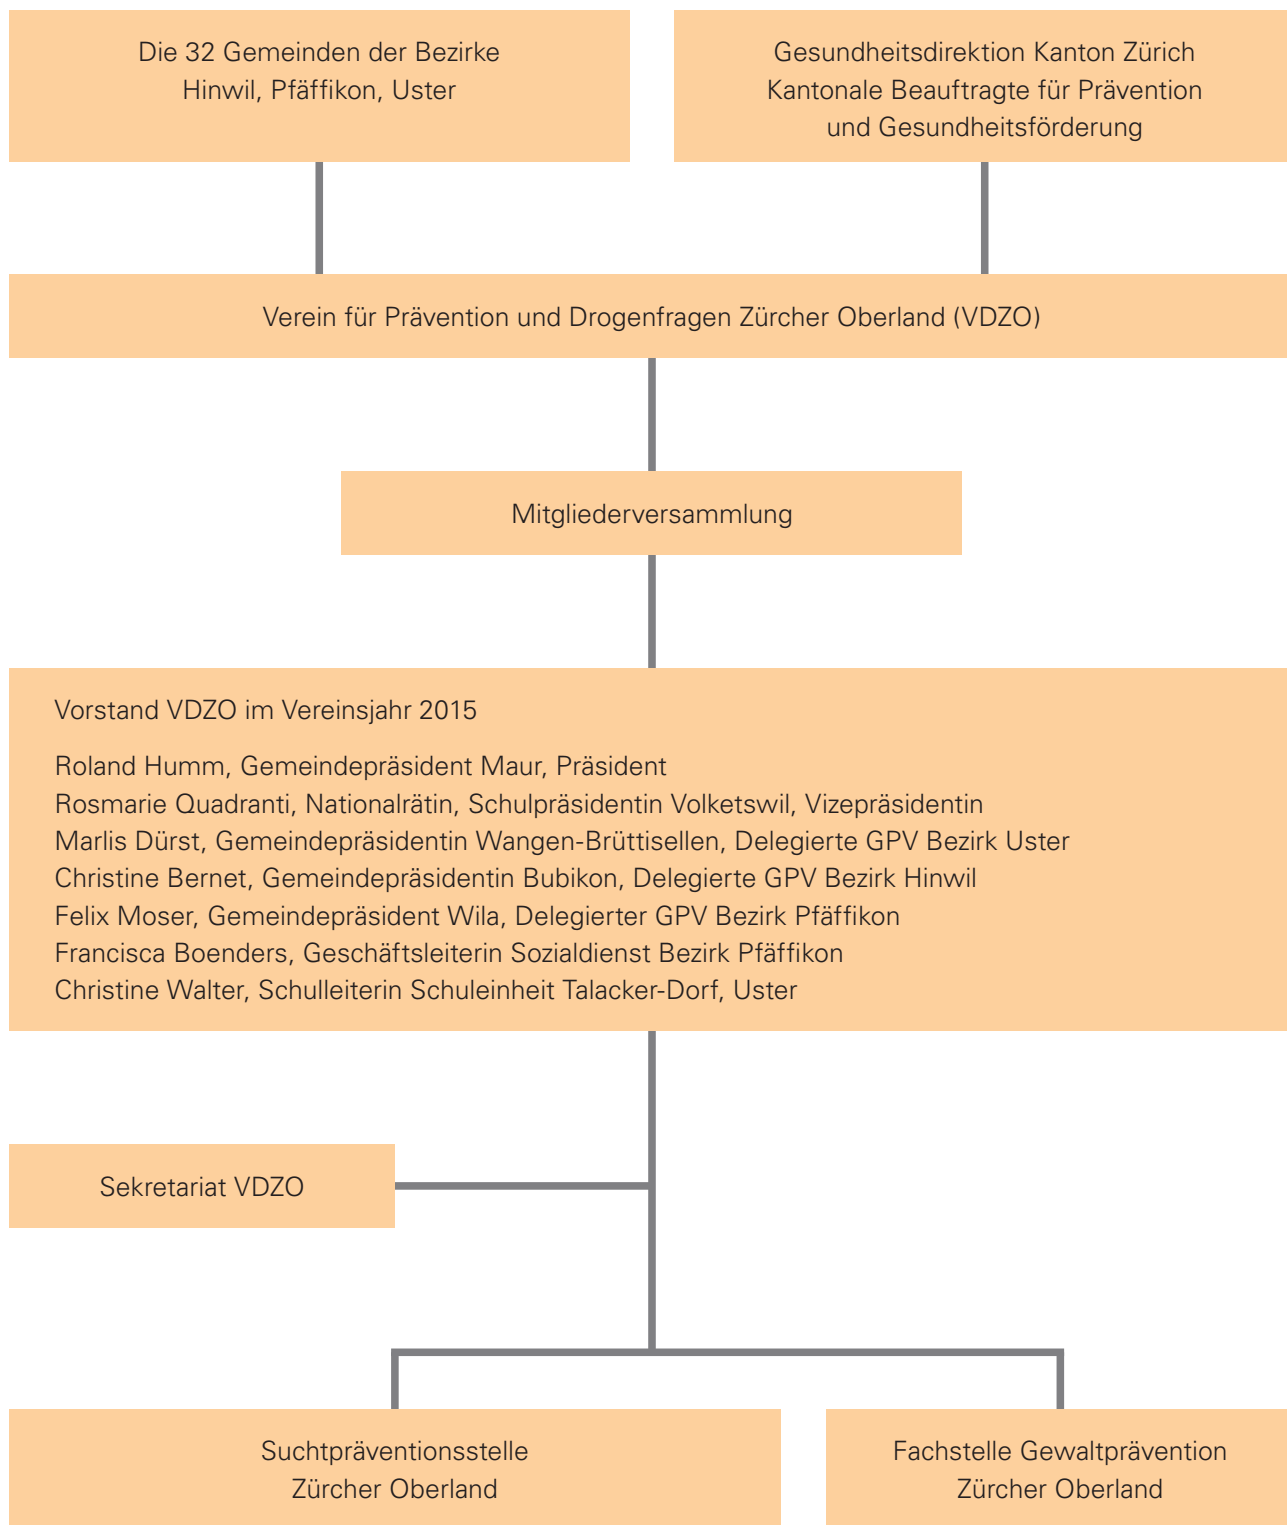 Die 32 Gemeinden der Bezirke
Hinwil, Pfäffikon, Uster
Gesundheitsdirektion Kanton Zürich
Kantonale Beauftragte für Prävention
und Gesundheitsförderung
Verein für Prävention und Drogenfragen Zürcher Oberland (VDZO)
Mitgliederversammlung
Vorstand VDZO im Vereinsjahr 2015
Roland Humm, Gemeindepräsident Maur, Präsident
Rosmarie Quadranti, Nationalrätin, Schulpräsidentin Volketswil, Vizepräsidentin
Marlis Dürst, Gemeindepräsidentin Wangen-Brüttisellen, Delegierte GPV Bezirk Uster
Christine Bernet, Gemeindepräsidentin Bubikon, Delegierte GPV Bezirk Hinwil
Felix Moser, Gemeindepräsident Wila, Delegierter GPV Bezirk Pfäffikon
Francisca Boenders, Geschäftsleiterin Sozialdienst Bezirk Pfäffikon
Christine Walter, Schulleiterin Schuleinheit Talacker-Dorf, Uster
Sekretariat VDZO
Suchtpräventionsstelle
Zürcher Oberland
Fachstelle Gewaltprävention
Zürcher Oberland